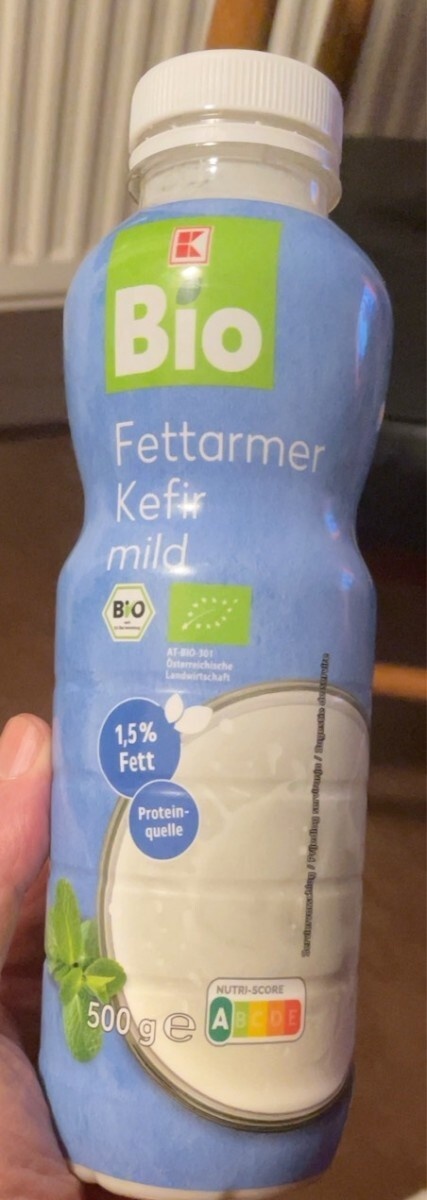 K
Bio
Fettarmer
Kefir
mild
BIO
AT-BIO-301
Österreichische
Landwirtschaft
1,5%
Fett
Protein-
quelle
500 g e
NUTRI-SCORE
A B C D E